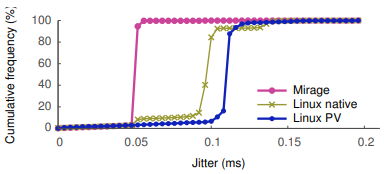 Cumulative frequency (%)
100
80
60
40
20
0
Mirage
Linux native
Linux PV
0 0.05 0.1 0.15 0.2
Jitter (ms)